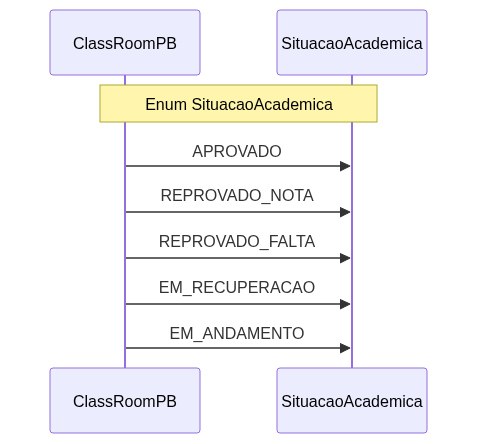 ClassRoomPB
SituacaoAcademica
Enum SituacaoAcademica
APROVADO
REPROVADO_NOTA
REPROVADO_FALTA
EM_RECUPERACAO
EM_ANDAMENTO
ClassRoomPB
SituacaoAcademica